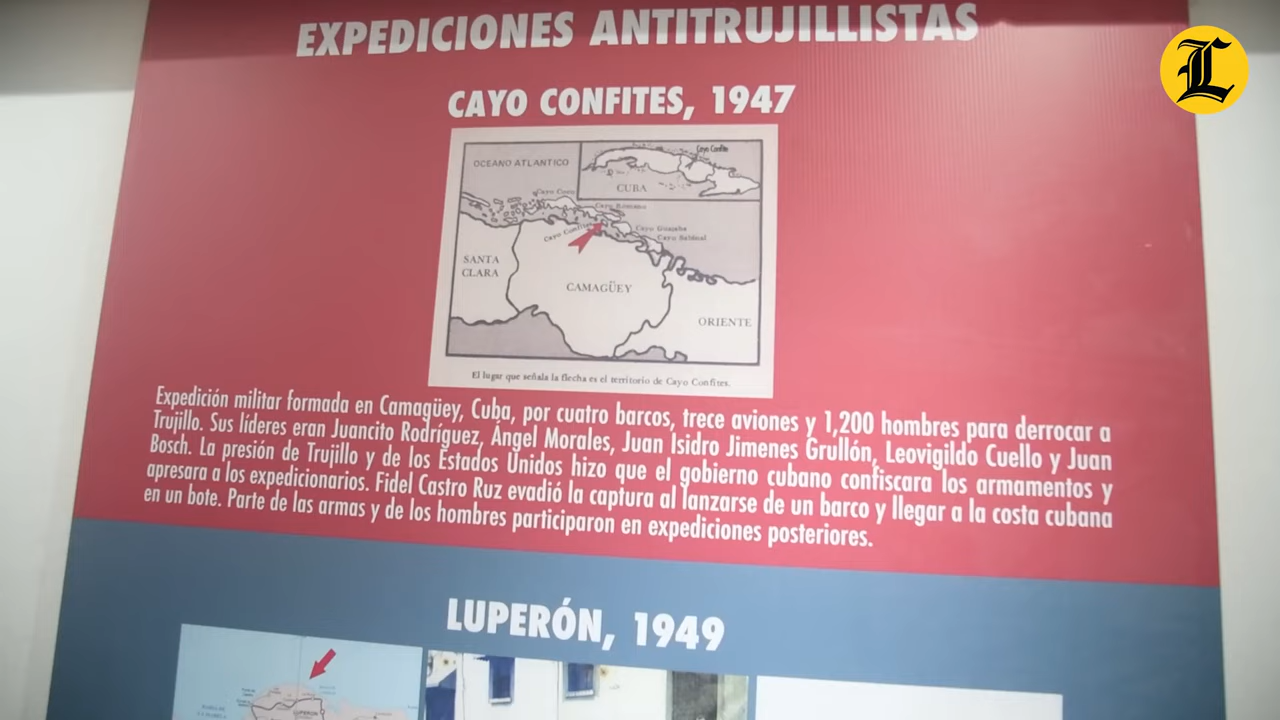 EXPEDICIONES ANTITRUJILLISTAS
L
CAYO CONFITES, 1947
OCEANO ATLANTICO
Cayo Confite
CUBA
Cayo Coco
Cayo Romano
Cayo Confites
Cayo Guajaba
Cayo Sabinal
SANTA
CLARA
CAMAGÜEY
ORIENTE
El lugar que señala la flecha es el territorio de Cayo Confites.
Expedición militar formada en Camagüey, Cuba, por cuatro barcos, trece aviones y 1,200 hombres para derrocar a
Trujillo. Sus líderes eran Juancito Rodríguez, Ángel Morales, Juan Isidro Jimenes Grullón, Leovigildo Cuello y Juan
Bosch. La presión de Trujillo y de los Estados Unidos hizo que el gobierno cubano confiscara los armamentos y
apresara a los expedicionarios. Fidel Castro Ruz evadió la captura al lanzarse de un barco y llegar a la costa cubana
en un bote. Parte de las armas y de los hombres participaron en expediciones posteriores.
LUPERÓN, 1949
LUPERON